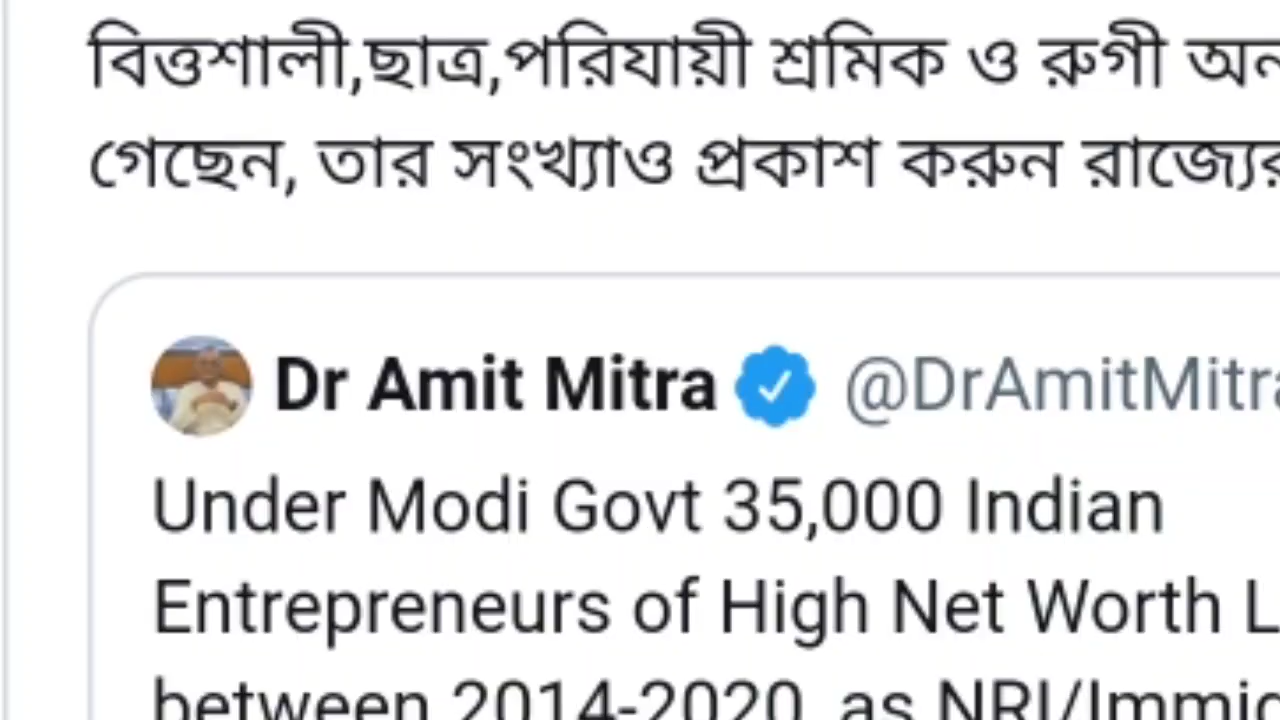 বিত্তশালী,ছাত্র,পরিযায়ী শ্রমিক ও রুগী
গেছেন, তার সংখ্যাও প্রকাশ করুন
Dr Amit Mitra @DrAmitMitra
Under Modi Govt 35,000 Indian
Entrepreneurs of High Net Worth
between 2014-2020, as